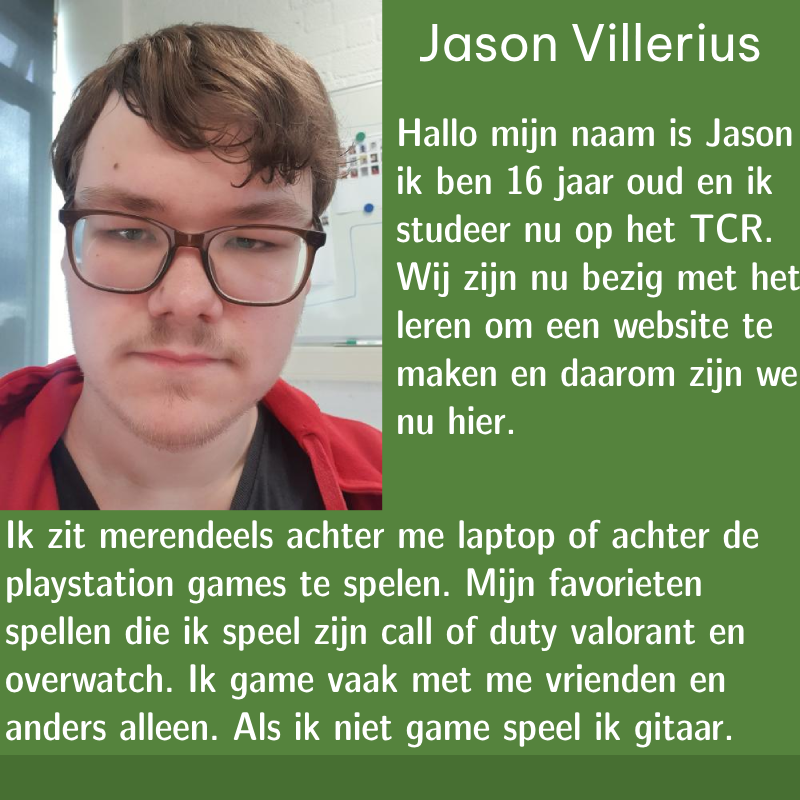 Jason Villerius
Hallo mijn naam is Jason
ik ben 16 jaar oud en ik
studeer nu op het TCR.
Wij zijn nu bezig met het
leren om een website te
maken en daarom zijn we
nu hier.
Ik zit merendeels achter me laptop of achter de
playstation games te spelen. Mijn favorieten
spellen die ik speel zijn call of duty valorant en
overwatch. Ik game vaak met me vrienden en
anders alleen. Als ik niet game speel ik gitaar.